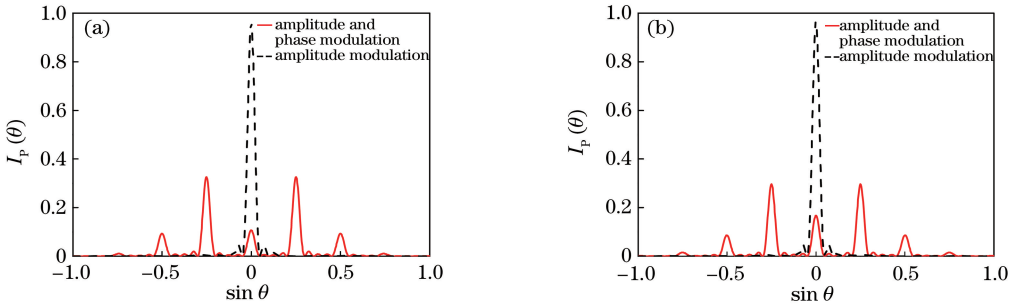 (a)
amplitude and
phase modulation
amplitude modulation
1.0
0.8
0.6
0.4
0.2
0
I_P (θ)
−1.0 −0.5 0 0.5 1.0
sin θ
(b)
amplitude and
phase modulation
amplitude modulation
1.0
0.8
0.6
0.4
0.2
0
I_P (θ)
−1.0 −0.5 0 0.5 1.0
sin θ